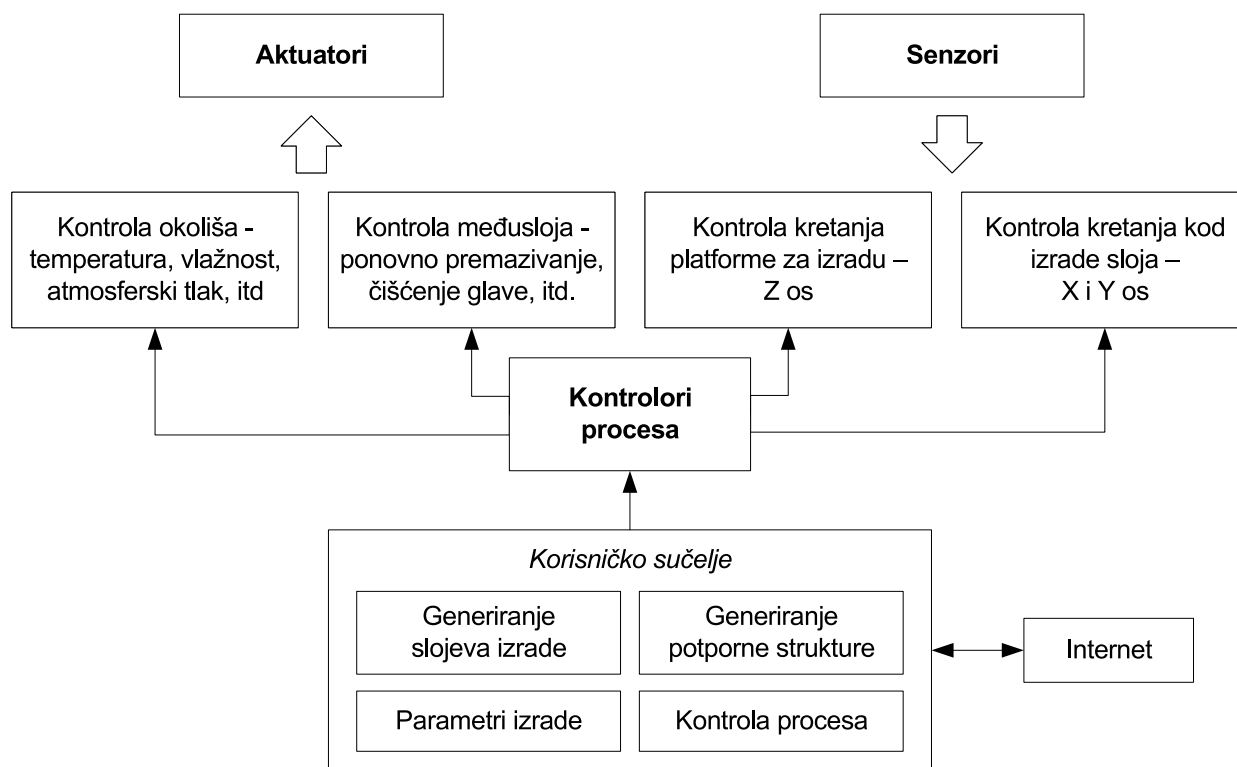 Aktuatori
Senzori
Kontrola okoliša -
temperatura, vlažnost,
atmosferski tlak, itd
Kontrola međusloja -
ponovno premazivanje,
čišćenje glave, itd.
Kontrola kretanja
platforme za izradu –
Z os
Kontrola kretanja kod
izrade sloja –
X i Y os
Kontrolori
procesa
Korisničko sučelje
Generiranje
slojeva izrade
Generiranje
potporne strukture
Parametri izrade
Kontrola procesa
Internet